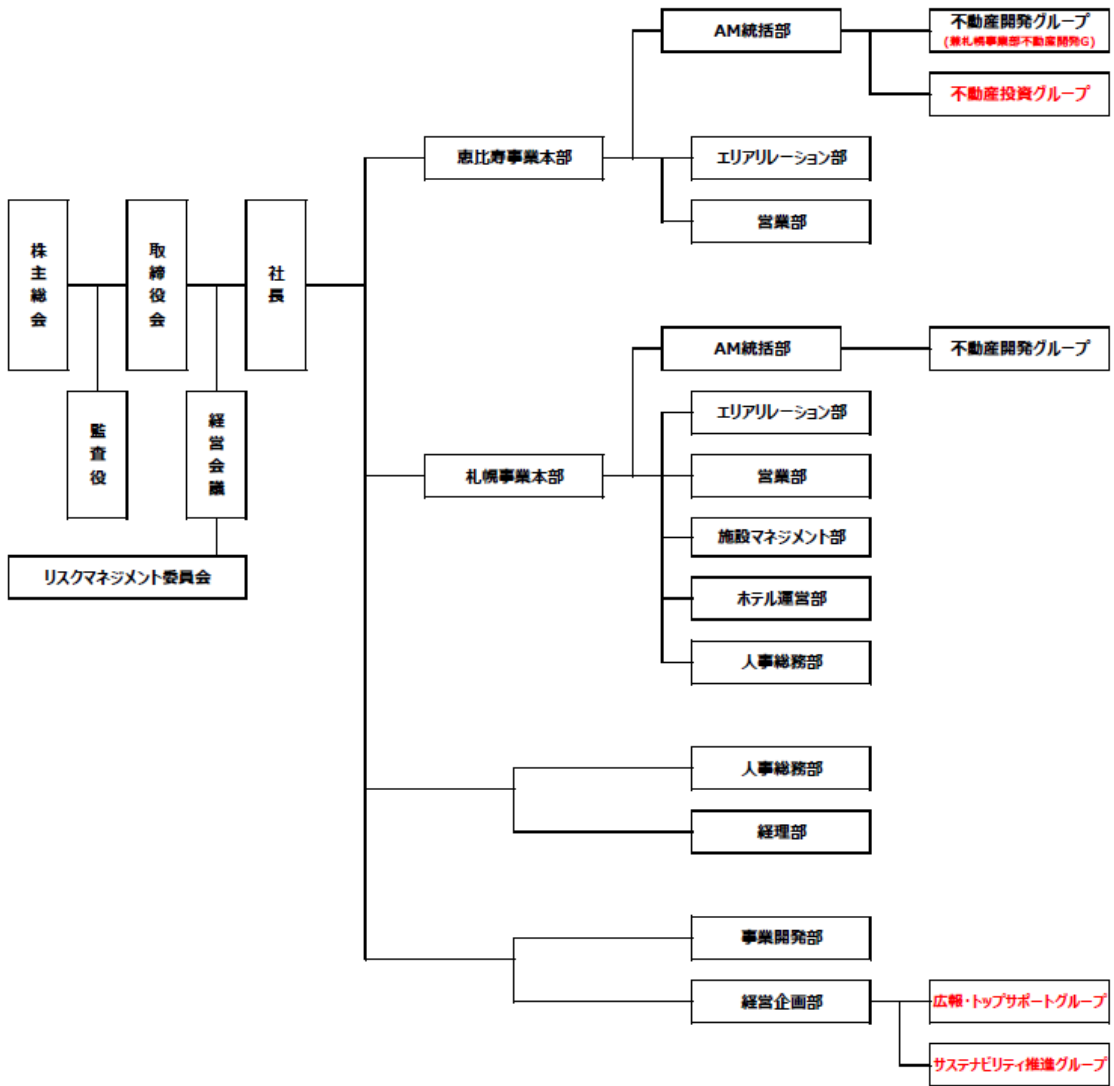 株主総会
取締役会
社長
監査役
経営会議
リスクマネジメント委員会
恵比寿事業本部
AM統括部
不動産開発グループ
(兼札幌事業部不動産開発G)
不動産投資グループ
エリアリレーション部
営業部
札幌事業本部
AM統括部
不動産開発グループ
エリアリレーション部
営業部
施設マネジメント部
ホテル運営部
人事総務部
人事総務部
経理部
事業開発部
経営企画部
広報・トップサポートグループ
サステナビリティ推進グループ